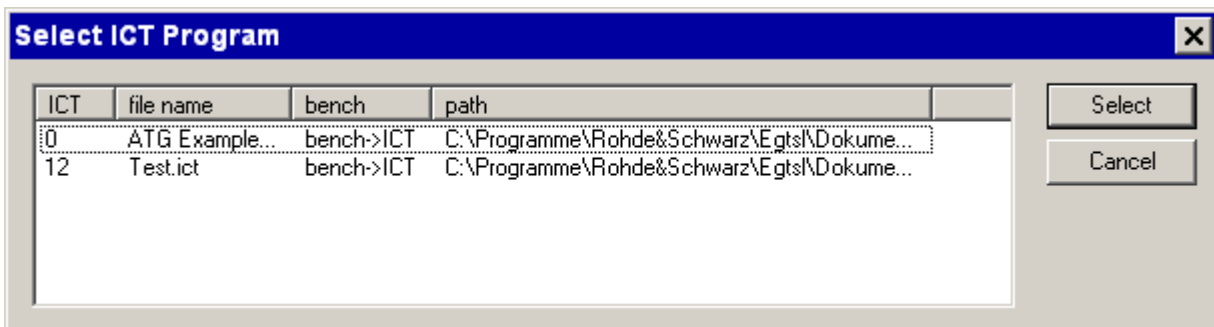 Select ICT Program
ICT file name bench path
0 ATG Example... bench->ICT C:\Programme\Rohde&Schwarz\Egtsl\Dokume...
12 Test.ict bench->ICT C:\Programme\Rohde&Schwarz\Egtsl\Dokume...
Select
Cancel